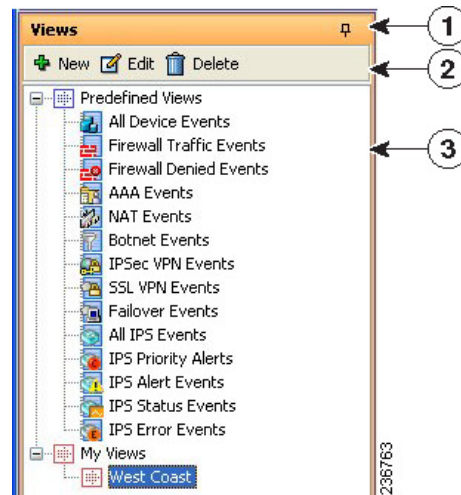 Views
1
New Edit Delete
2
Predefined Views
All Device Events
Firewall Traffic Events
3
Firewall Denied Events
AAA Events
NAT Events
Botnet Events
IPSec VPN Events
SSL VPN Events
Failover Events
All IPS Events
IPS Priority Alerts
IPS Alert Events
IPS Status Events
IPS Error Events
My Views
West Coast
236763